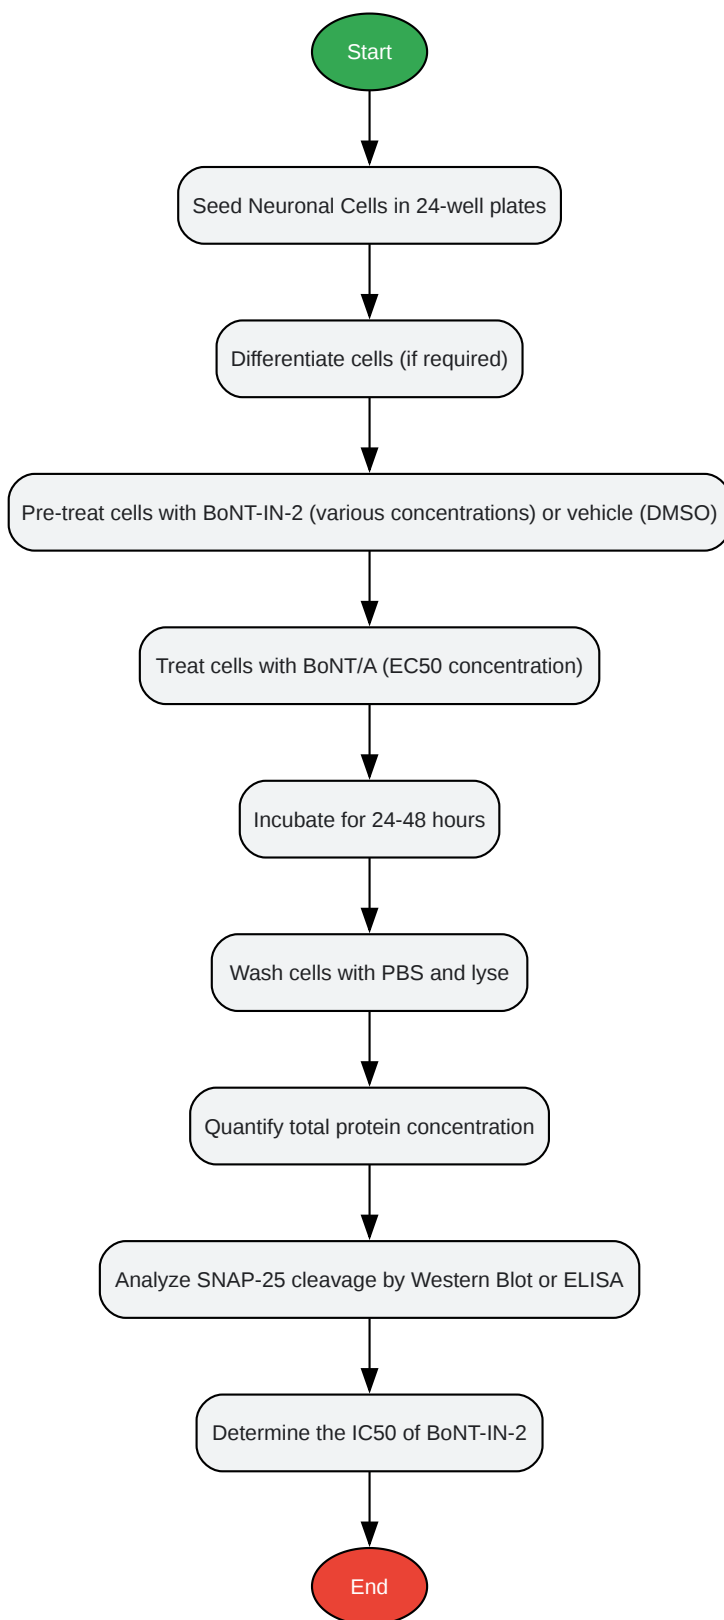 Start
Seed Neuronal Cells in 24-well plates
Differentiate cells (if required)
Pre-treat cells with BoNT-IN-2 (various concentrations) or vehicle (DMSO)
Treat cells with BoNT/A (EC50 concentration)
Incubate for 24-48 hours
Wash cells with PBS and lyse
Quantify total protein concentration
Analyze SNAP-25 cleavage by Western Blot or ELISA
Determine the IC50 of BoNT-IN-2
End